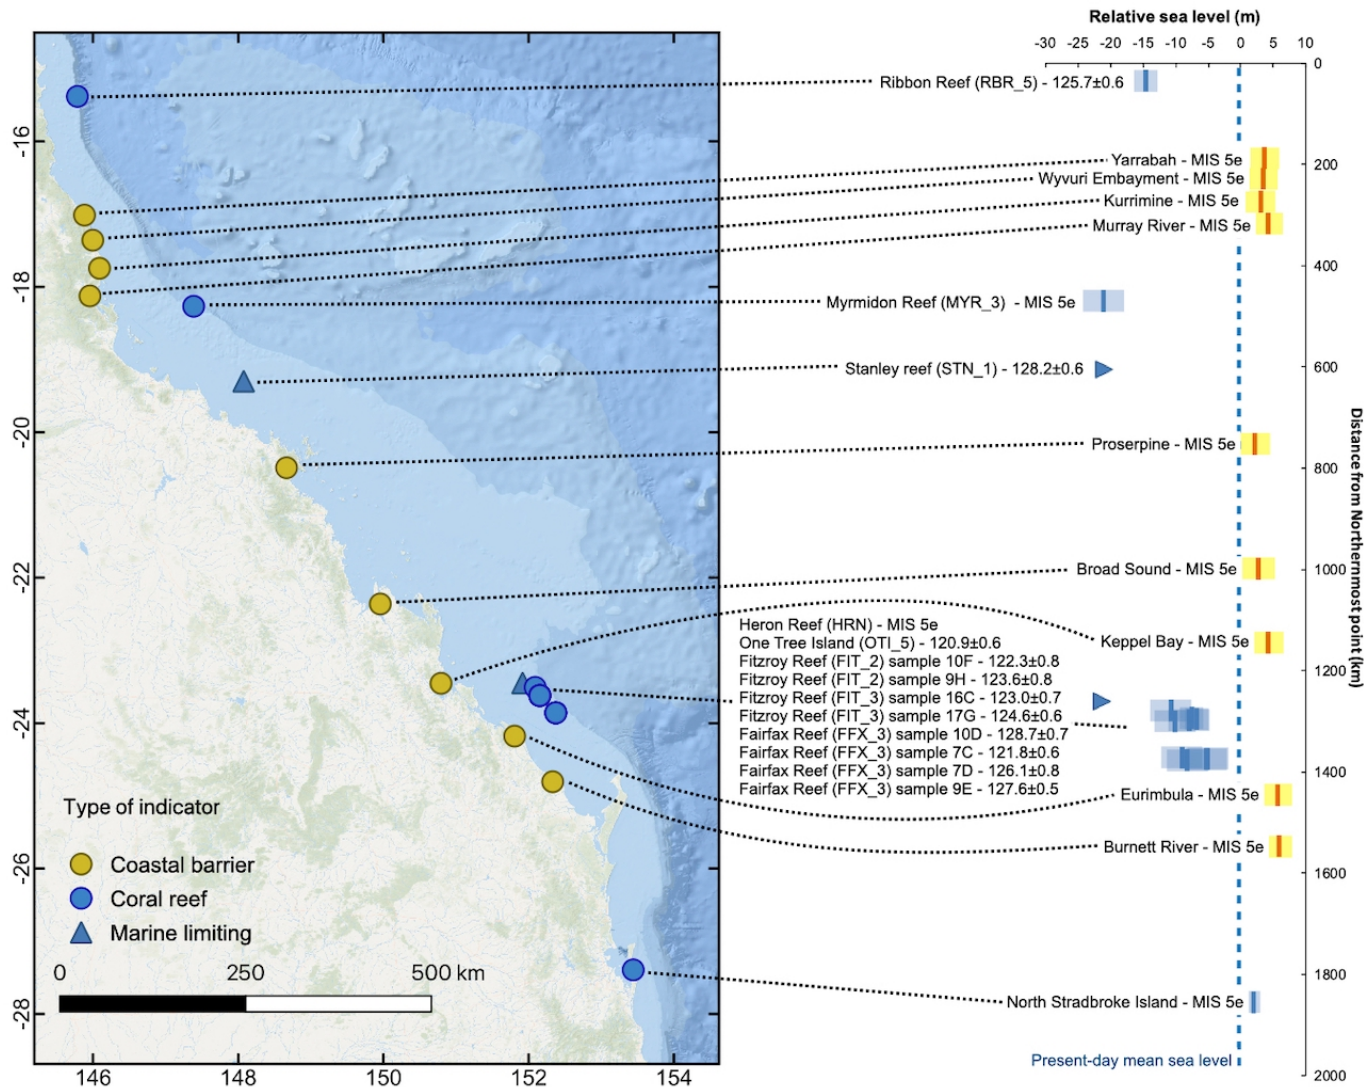 Relative sea level (m)
-30 -25 -20 -15 -10 -5 0 5 10
0
Ribbon Reef (RBR_5) - 125.7±0.6
-16
Yarrabah - MIS 5e
200
Wyvuri Embayment - MIS 5e
Kurrimine - MIS 5e
Murray River - MIS 5e
400
-18
Myrmidon Reef (MYR_3) - MIS 5e
Stanley reef (STN_1) - 128.2±0.6
600
-20
Proserpine - MIS 5e
800
Distance from Northernmost point (km)
Broad Sound - MIS 5e
1000
-22
Heron Reef (HRN) - MIS 5e
One Tree Island (OTI_5) - 120.9±0.6
Keppel Bay - MIS 5e
Fitzroy Reef (FIT_2) sample 10F - 122.3±0.8
1200
Fitzroy Reef (FIT_2) sample 9H - 123.6±0.8
Fitzroy Reef (FIT_3) sample 16C - 123.0±0.7
Fitzroy Reef (FIT_3) sample 17G - 124.6±0.6
-24
Fairfax Reef (FFX_3) sample 10D - 128.7±0.7
Fairfax Reef (FFX_3) sample 7C - 121.8±0.6
Fairfax Reef (FFX_3) sample 7D - 126.1±0.8
1400
Fairfax Reef (FFX_3) sample 9E - 127.6±0.5
Eurimbula - MIS 5e
Type of indicator
Burnett River - MIS 5e
Coastal barrier
-26
1600
Coral reef
Marine limiting
0 250 500 km
1800
North Stradbroke Island - MIS 5e
-28
Present-day mean sea level
2000
146 148 150 152 154